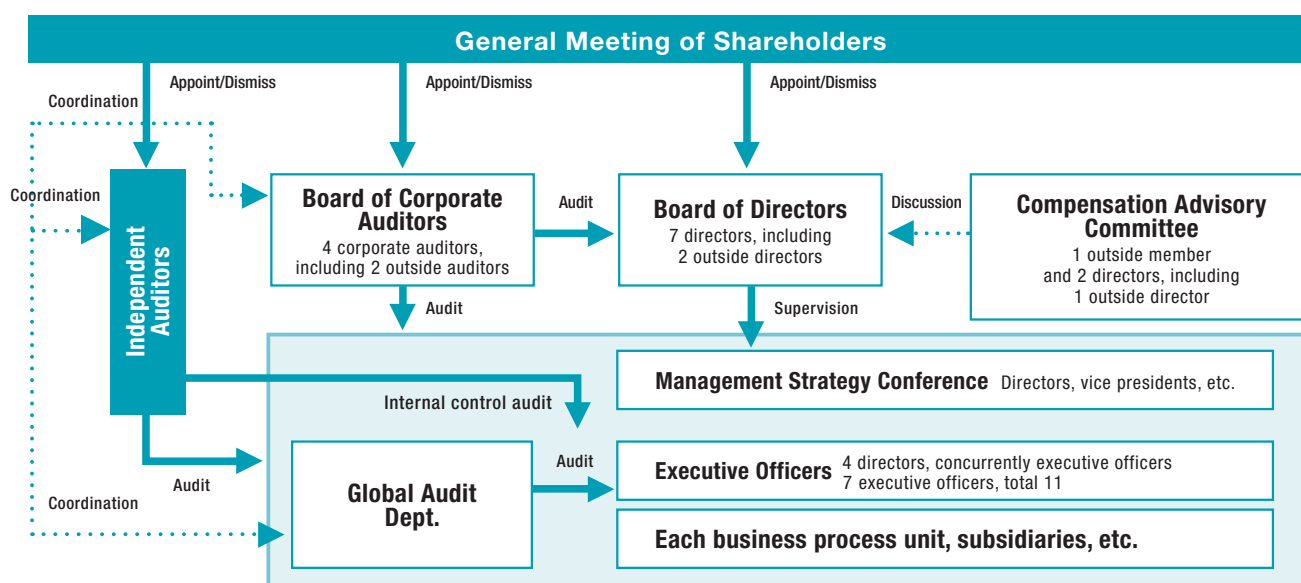 General Meeting of Shareholders
Appoint/Dismiss
Appoint/Dismiss
Appoint/Dismiss
Coordination
Coordination
Independent
Auditors
Board of Corporate
Auditors
4 corporate auditors,
including 2 outside auditors
Audit
Board of Directors
7 directors, including
2 outside directors
Discussion
Compensation Advisory
Committee
1 outside member
and 2 directors, including
1 outside director
Audit
Supervision
Management Strategy Conference Directors, vice presidents, etc.
Internal control audit
Audit
Coordination
Global Audit
Dept.
Audit
Executive Officers 4 directors, concurrently executive officers
7 executive officers, total 11
Each business process unit, subsidiaries, etc.